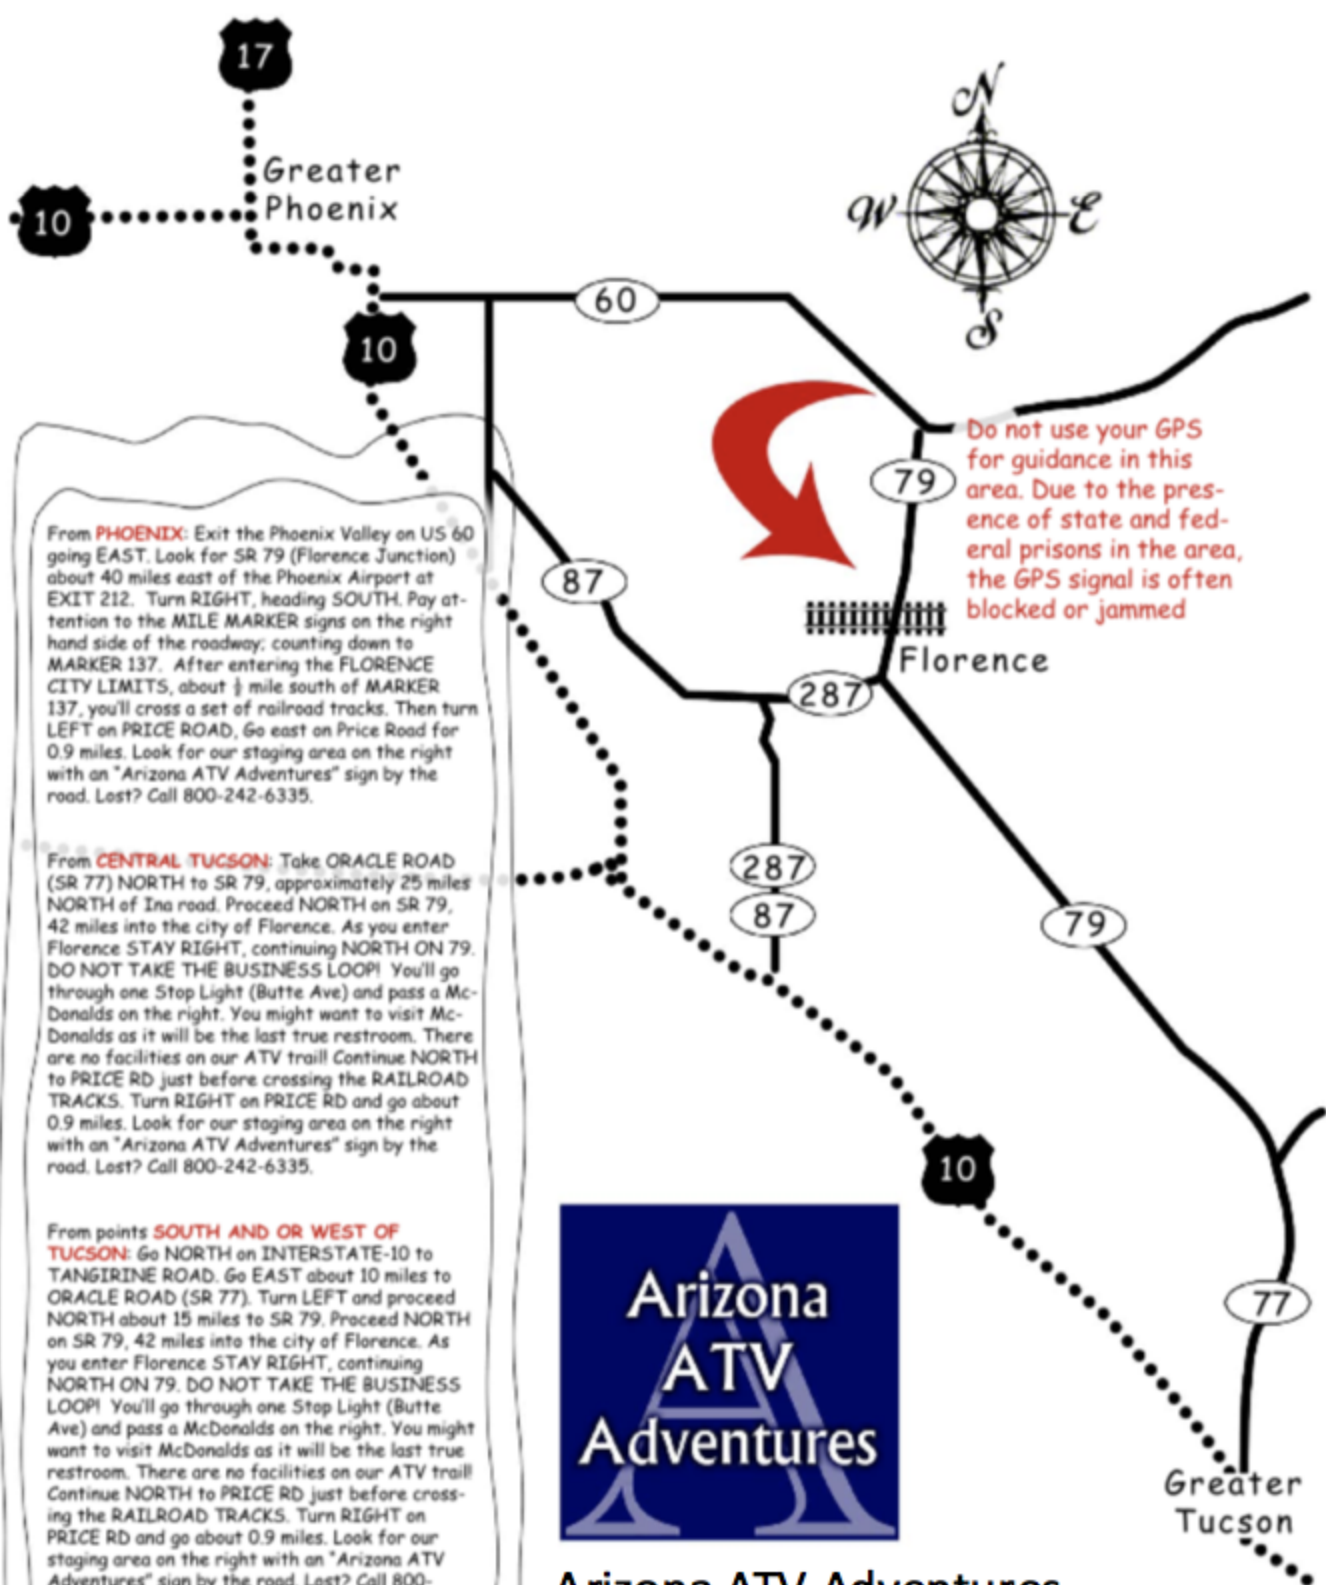 17
Greater
Phoenix
10
N
W
E
S
60
10
79
Do not use your GPS
for guidance in this
area. Due to the pres-
ence of state and fed-
eral prisons in the area,
the GPS signal is often
blocked or jammed
87
Florence
287
287
87
79
10
77
Greater
Tucson
From PHOENIX: Exit the Phoenix Valley on US 60
going EAST. Look for SR 79 (Florence Junction)
about 40 miles east of the Phoenix Airport at
EXIT 212. Turn RIGHT, heading SOUTH. Pay at-
tention to the MILE MARKER signs on the right
hand side of the roadway; counting down to
MARKER 137. After entering the FLORENCE
CITY LIMITS, about ½ mile south of MARKER
137, you'll cross a set of railroad tracks. Then turn
LEFT on PRICE ROAD, Go east on Price Road for
0.9 miles. Look for our staging area on the right
with an "Arizona ATV Adventures" sign by the
road. Lost? Call 800-242-6335.
From CENTRAL TUCSON: Take ORACLE ROAD
(SR 77) NORTH to SR 79, approximately 25 miles
NORTH of Ina road. Proceed NORTH on SR 79,
42 miles into the city of Florence. As you enter
Florence STAY RIGHT, continuing NORTH ON 79.
DO NOT TAKE THE BUSINESS LOOP! You'll go
through one Stop Light (Butte Ave) and pass a Mc-
Donalds on the right. You might want to visit Mc-
Donalds as it will be the last true restroom. There
are no facilities on our ATV trail! Continue NORTH
to PRICE RD just before crossing the RAILROAD
TRACKS. Turn RIGHT on PRICE RD and go about
0.9 miles. Look for our staging area on the right
with an "Arizona ATV Adventures" sign by the
road. Lost? Call 800-242-6335.
From points SOUTH AND OR WEST OF
TUCSON: Go NORTH on INTERSTATE-10 to
TANGIRINE ROAD. Go EAST about 10 miles to
ORACLE ROAD (SR 77). Turn LEFT and proceed
NORTH about 15 miles to SR 79. Proceed NORTH
on SR 79, 42 miles into the city of Florence. As
you enter Florence STAY RIGHT, continuing
NORTH ON 79. DO NOT TAKE THE BUSINESS
LOOP! You'll go through one Stop Light (Butte
Ave) and pass a McDonalds on the right. You might
want to visit McDonalds as it will be the last true
restroom. There are no facilities on our ATV trail!
Continue NORTH to PRICE RD just before cross-
ing the RAILROAD TRACKS. Turn RIGHT on
PRICE RD and go about 0.9 miles. Look for our
staging area on the right with an "Arizona ATV
Adventures" sign by the road. Lost? Call 800-
A
Arizona
ATV
Adventures
Arizona ATV Adventures